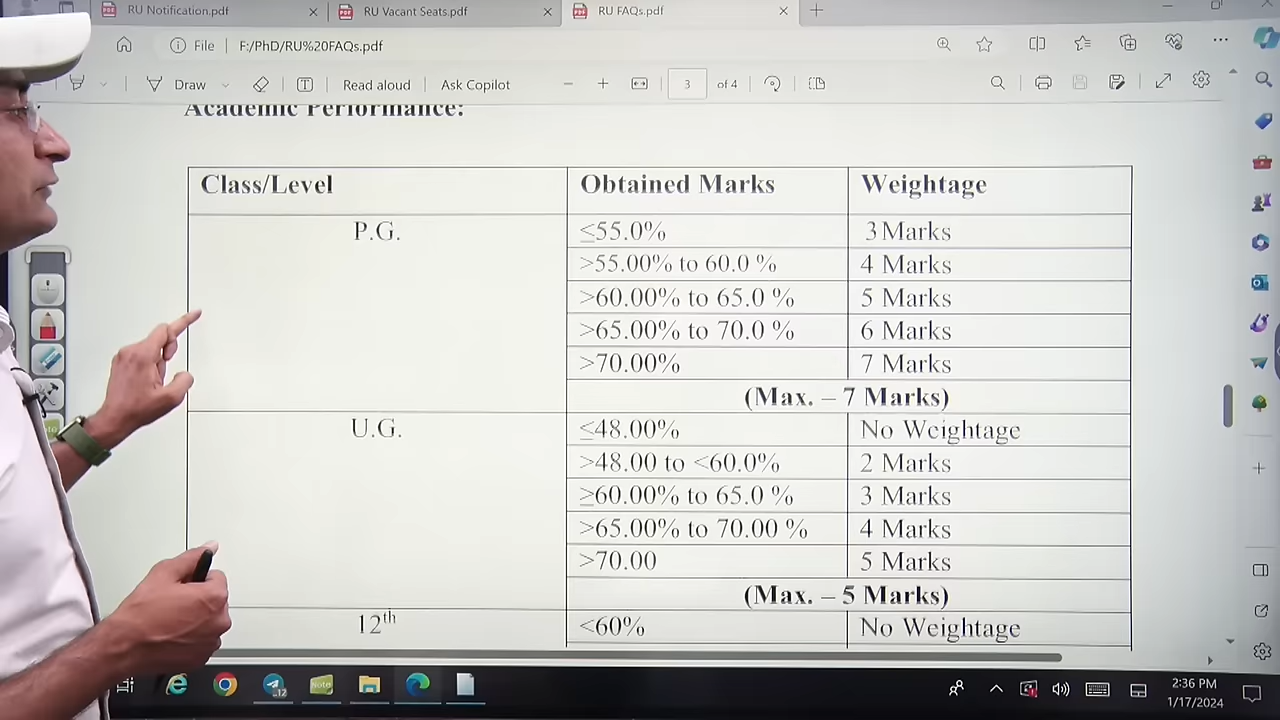 RU Notification.pdf
RU Vacant Seats.pdf
RU FAQs.pdf
File
F:/PhD/RU%20FAQs.pdf
Draw
Read aloud
Ask Copilot
3
of 4
Academic Performance:
Class/Level Obtained Marks Weightage
P.G. ≤55.0% 3 Marks
>55.00% to 60.0 % 4 Marks
>60.00% to 65.0 % 5 Marks
>65.00% to 70.0 % 6 Marks
>70.00% 7 Marks
(Max. – 7 Marks)
U.G. ≤48.00% No Weightage
>48.00 to <60.0% 2 Marks
≥60.00% to 65.0 % 3 Marks
>65.00% to 70.00 % 4 Marks
>70.00 5 Marks
(Max. – 5 Marks)
12th <60% No Weightage
12
Note
2:36 PM
1/17/2024